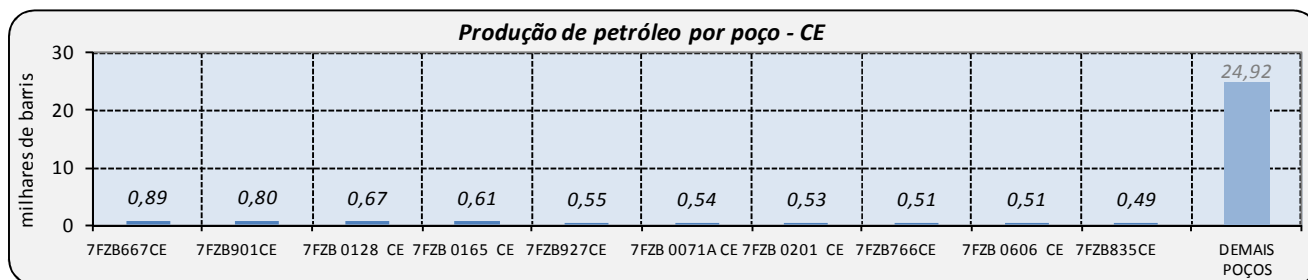 Produção de petróleo por poço - CE
milhares de barris
30
20
10
0
24,92
0,89 0,80 0,67 0,61 0,55 0,54 0,53 0,51 0,51 0,49
7FZB667CE 7FZB901CE 7FZB 0128 CE 7FZB 0165 CE 7FZB927CE 7FZB 0071A CE 7FZB 0201 CE 7FZB766CE 7FZB 0606 CE 7FZB835CE DEMAIS
POÇOS